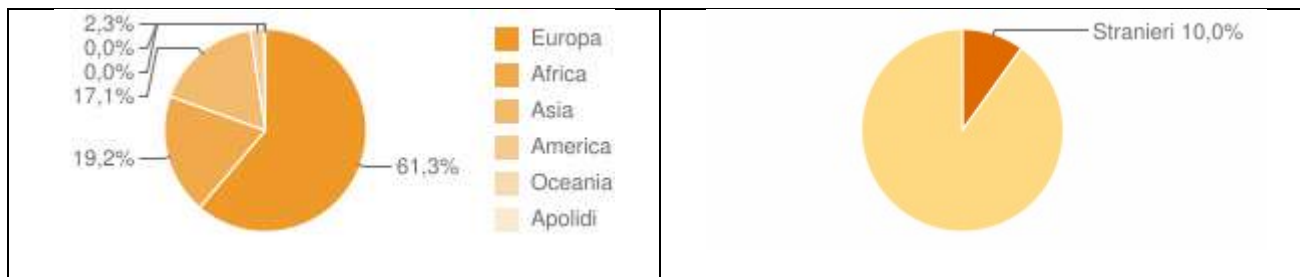 2,3%
0,0%
0,0%
17,1%
19,2%
61,3%
Europa
Africa
Asia
America
Oceania
Apolidi
Stranieri 10,0%